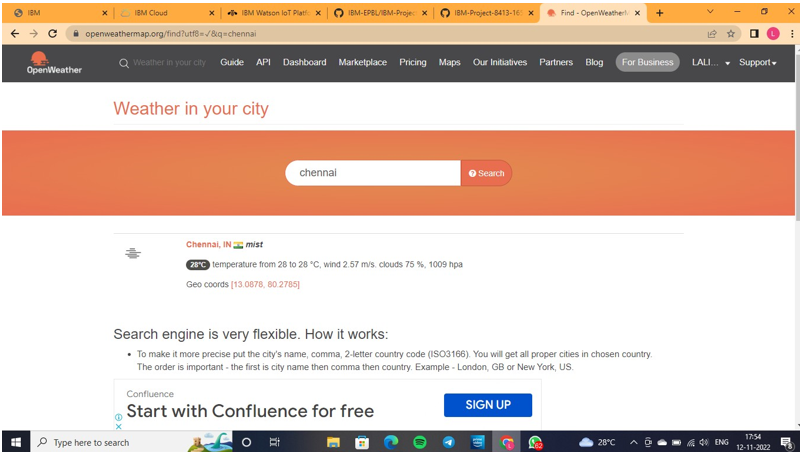 IBM
IBM Cloud
IBM Watson IoT Platf
IBM-EPBL/IBM-Projec
IBM-Project-8413-165
Find - OpenWeatherM
openweathermap.org/find?utf8=✓&q=chennai
L
OpenWeather
Weather in your city
Guide
API
Dashboard
Marketplace
Pricing
Maps
Our Initiatives
Partners
Blog
For Business
LALI...
Support
Weather in your city
chennai
Search
Chennai, IN mist
28°C temperature from 28 to 28 °C, wind 2.57 m/s. clouds 75 %, 1009 hpa
Geo coords [13.0878, 80.2785]
Search engine is very flexible. How it works:
• To make it more precise put the city's name, comma, 2-letter country code (ISO3166). You will get all proper cities in chosen country.
The order is important - the first is city name then comma then country. Example - London, GB or New York, US.
Confluence
Start with Confluence for free
SIGN UP
Type here to search
28°C
ENG
17:54
12-11-2022